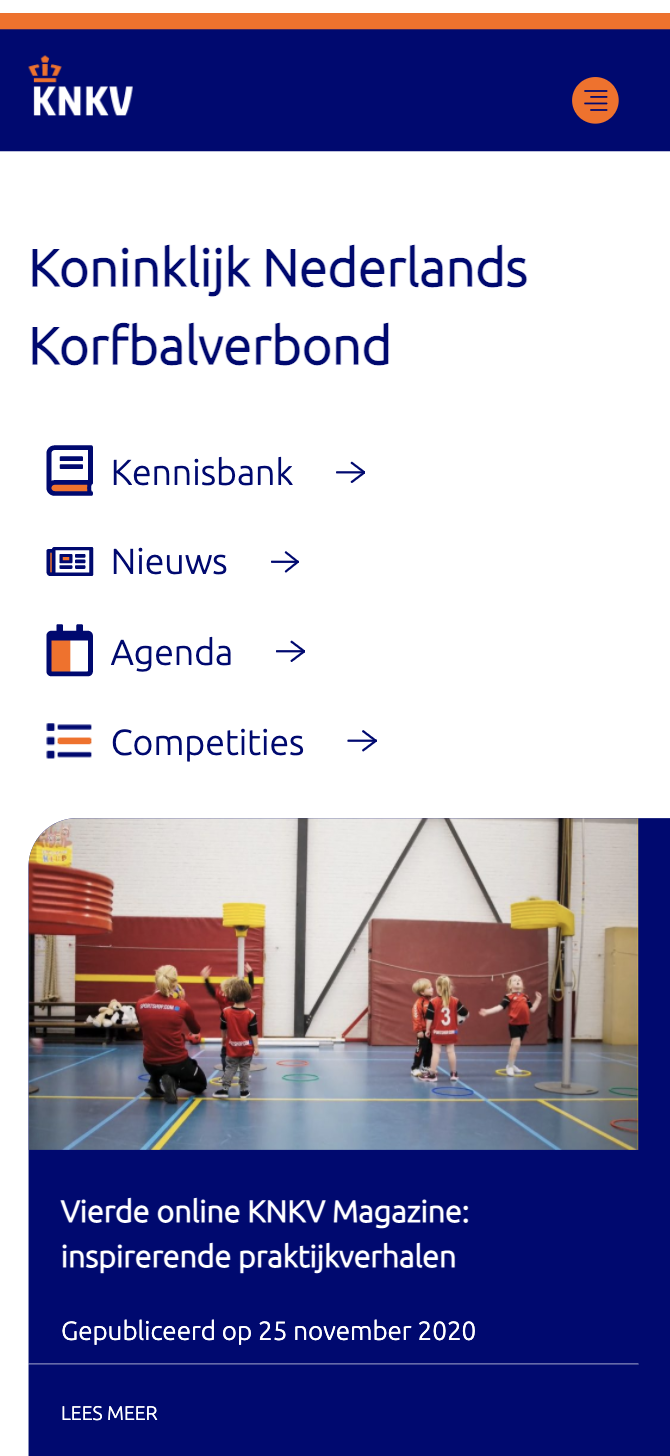 KNKV
Koninklijk Nederlands
Korfbalverbond
Kennisbank
Nieuws
Agenda
Competities
3
Vierde online KNKV Magazine:
inspirerende praktijkverhalen
Gepubliceerd op 25 november 2020
LEES MEER